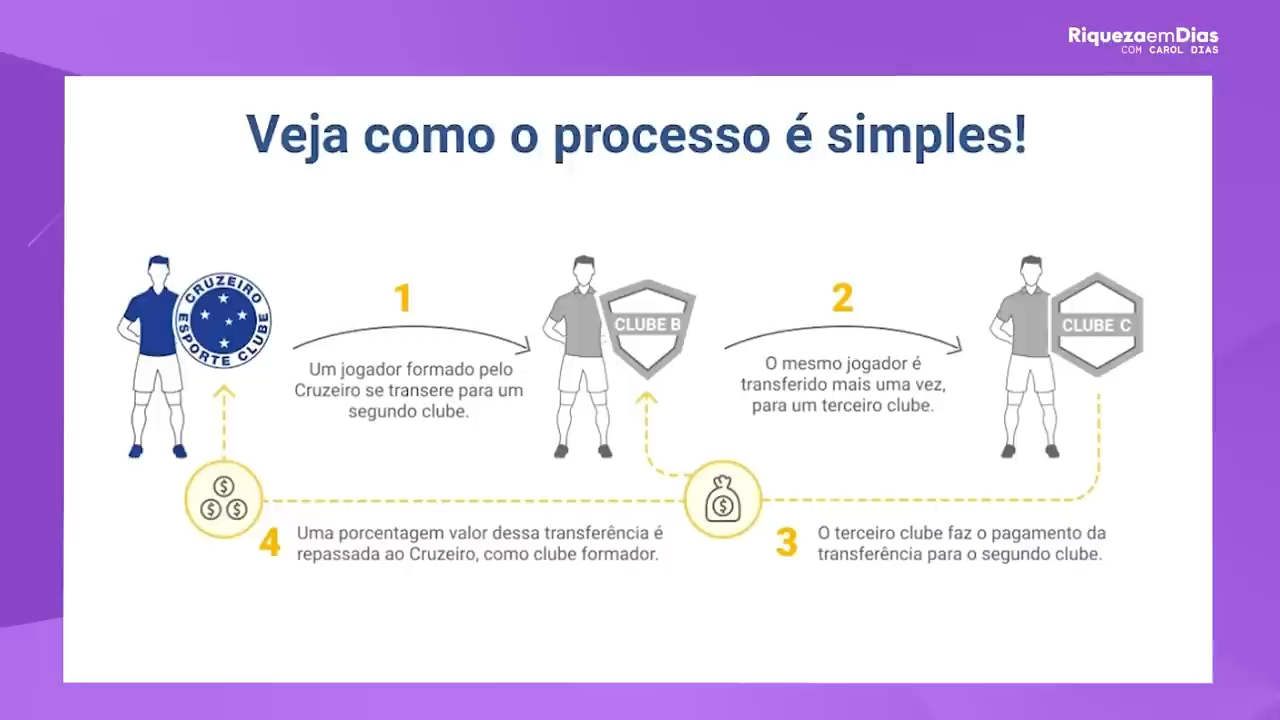 RiquezaemDias
COM CAROL DIAS
Veja como o processo é simples!
CRUZEIRO
ESPORTE CLUBE
1
CLUBE B
2
CLUBE C
Um jogador formado pelo
Cruzeiro se transere para um
segundo clube.
O mesmo jogador é
transferido mais uma vez,
para um terceiro clube.
$
$ $
$
4
Uma porcentagem valor dessa transferência é
repassada ao Cruzeiro, como clube formador.
3
O terceiro clube faz o pagamento da
transferência para o segundo clube.